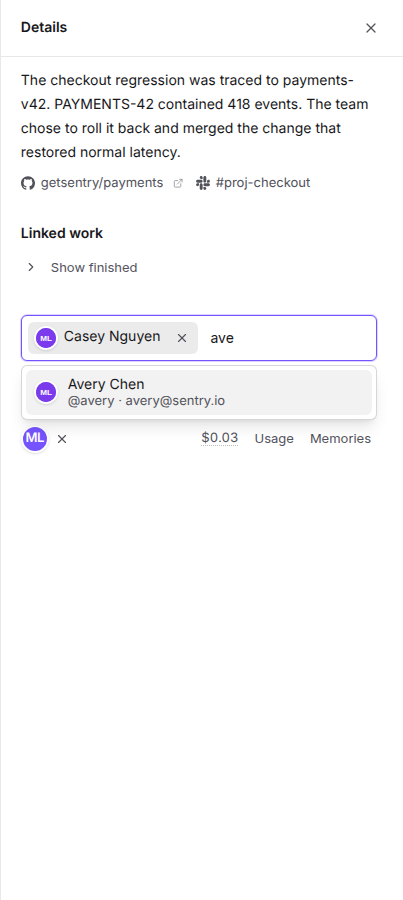 Details
The checkout regression was traced to payments-
v42. PAYMENTS-42 contained 418 events. The team
chose to roll it back and merged the change that
restored normal latency.
getsentry/payments #proj-checkout
Linked work
Show finished
ML Casey Nguyen ave
ML Avery Chen
@avery · avery@sentry.io
ML $0.03 Usage Memories